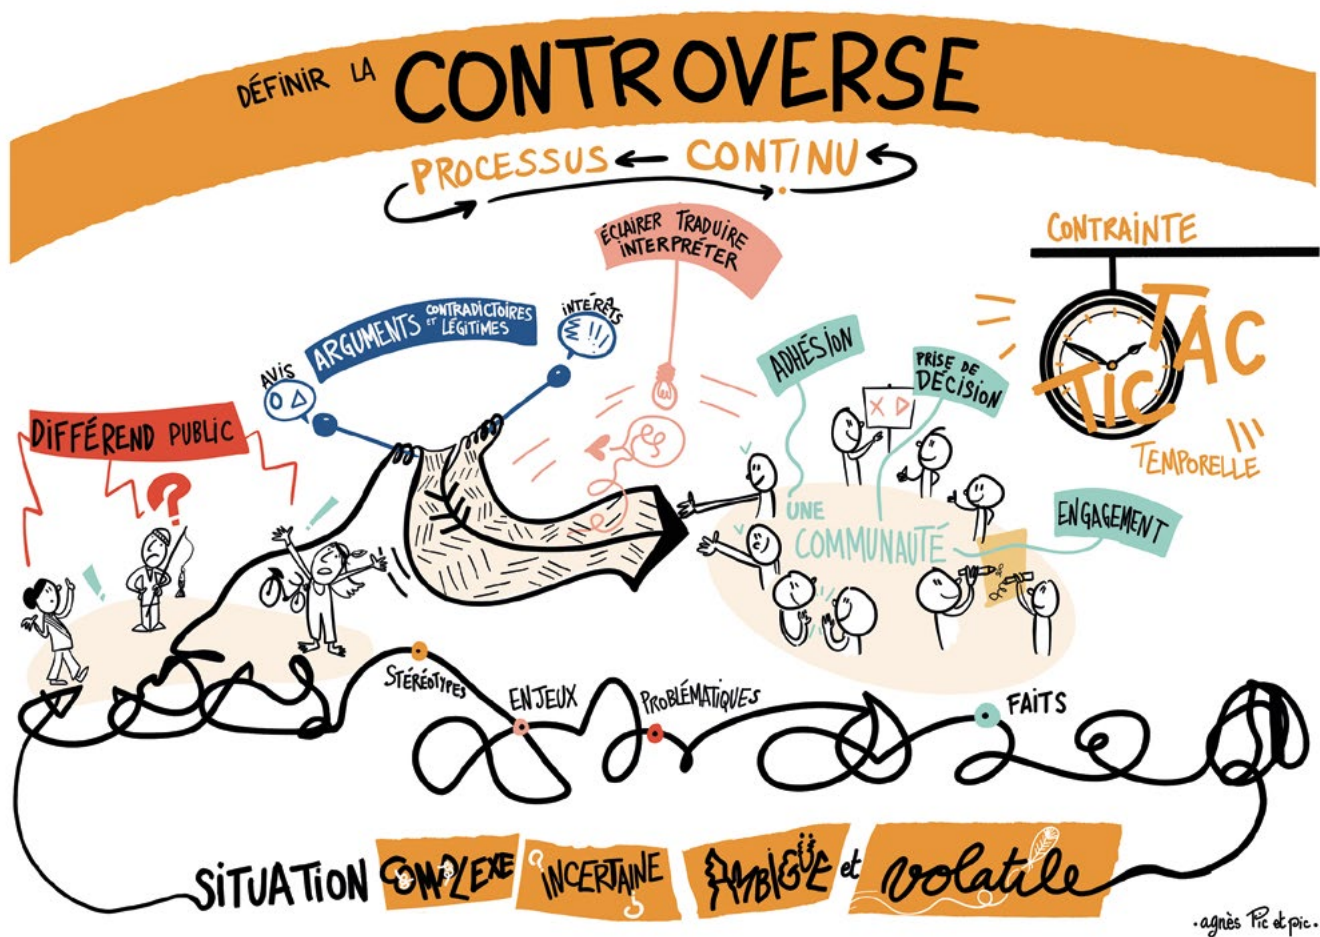 DÉFINIR LA CONTROVERSE
PROCESSUS CONTINU
ÉCLAIRER TRADUIRE
INTERPRÉTER
CONTRAINTE
TIC TAC
TEMPORELLE
ARGUMENTS CONTRADICTOIRES
ET LÉGITIMES
INTÉRÊTS
AVIS
ADHÉSION
PRISE DE
DÉCISION
DIFFÉREND PUBLIC
?
!
!
!!!
X
UNE
COMMUNAUTÉ
ENGAGEMENT
STÉRÉOTYPES
ENJEUX
PROBLÉMATIQUES
FAITS
SITUATION COMPLEXE INCERTAINE AMBIGÜE et volatile
.agnès Pic et pic.